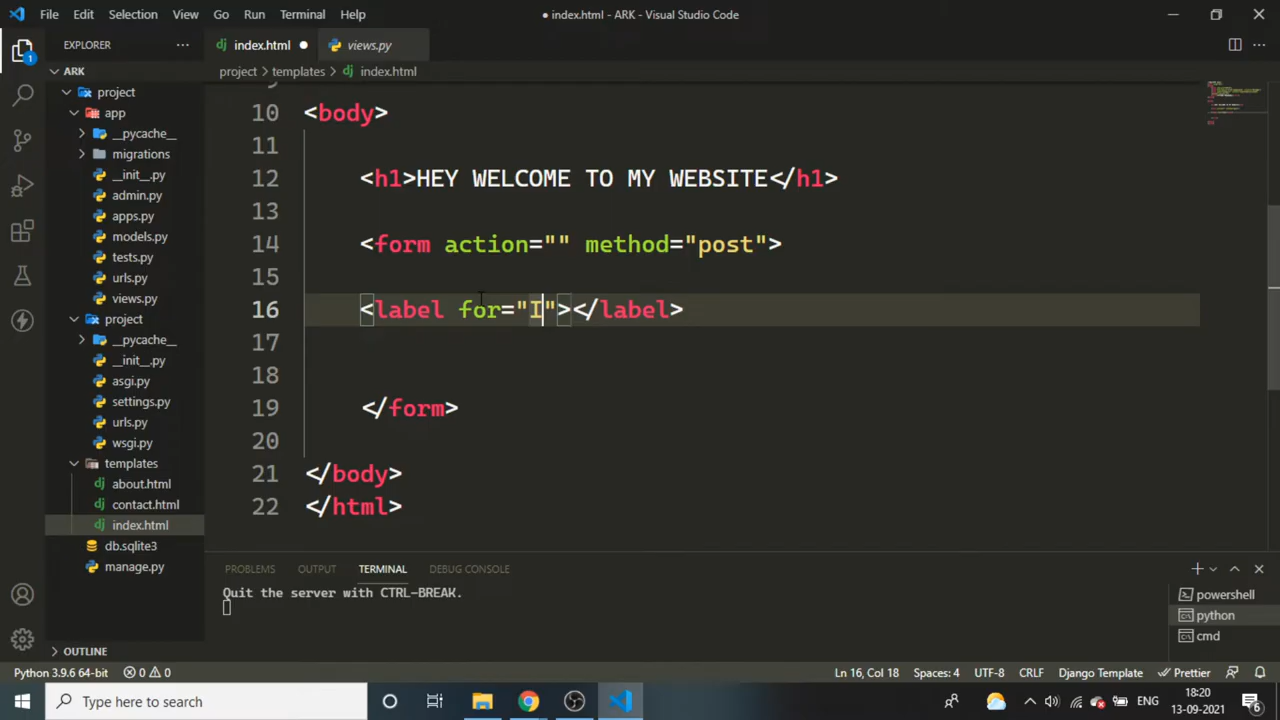 File Edit Selection View Go Run Terminal Help
● index.html - ARK - Visual Studio Code
EXPLORER
index.html
views.py
ARK
project > templates > index.html
project
app
__pycache__
migrations
__init__.py
admin.py
apps.py
models.py
tests.py
urls.py
views.py
project
__pycache__
__init__.py
asgi.py
settings.py
urls.py
wsgi.py
templates
about.html
contact.html
index.html
db.sqlite3
manage.py
OUTLINE
1
10 <body>
11
12 <h1>HEY WELCOME TO MY WEBSITE</h1>
13
14 <form action="" method="post">
15
16 <label for="I"></label>
17
18
19 </form>
20
21 </body>
22 </html>
PROBLEMS OUTPUT TERMINAL DEBUG CONSOLE
Quit the server with CTRL-BREAK.
powershell
python
cmd
Python 3.9.6 64-bit 0 0 Ln 16, Col 18 Spaces: 4 UTF-8 CRLF Django Template Prettier
Type here to search
ENG
18:20
13-09-2021
6